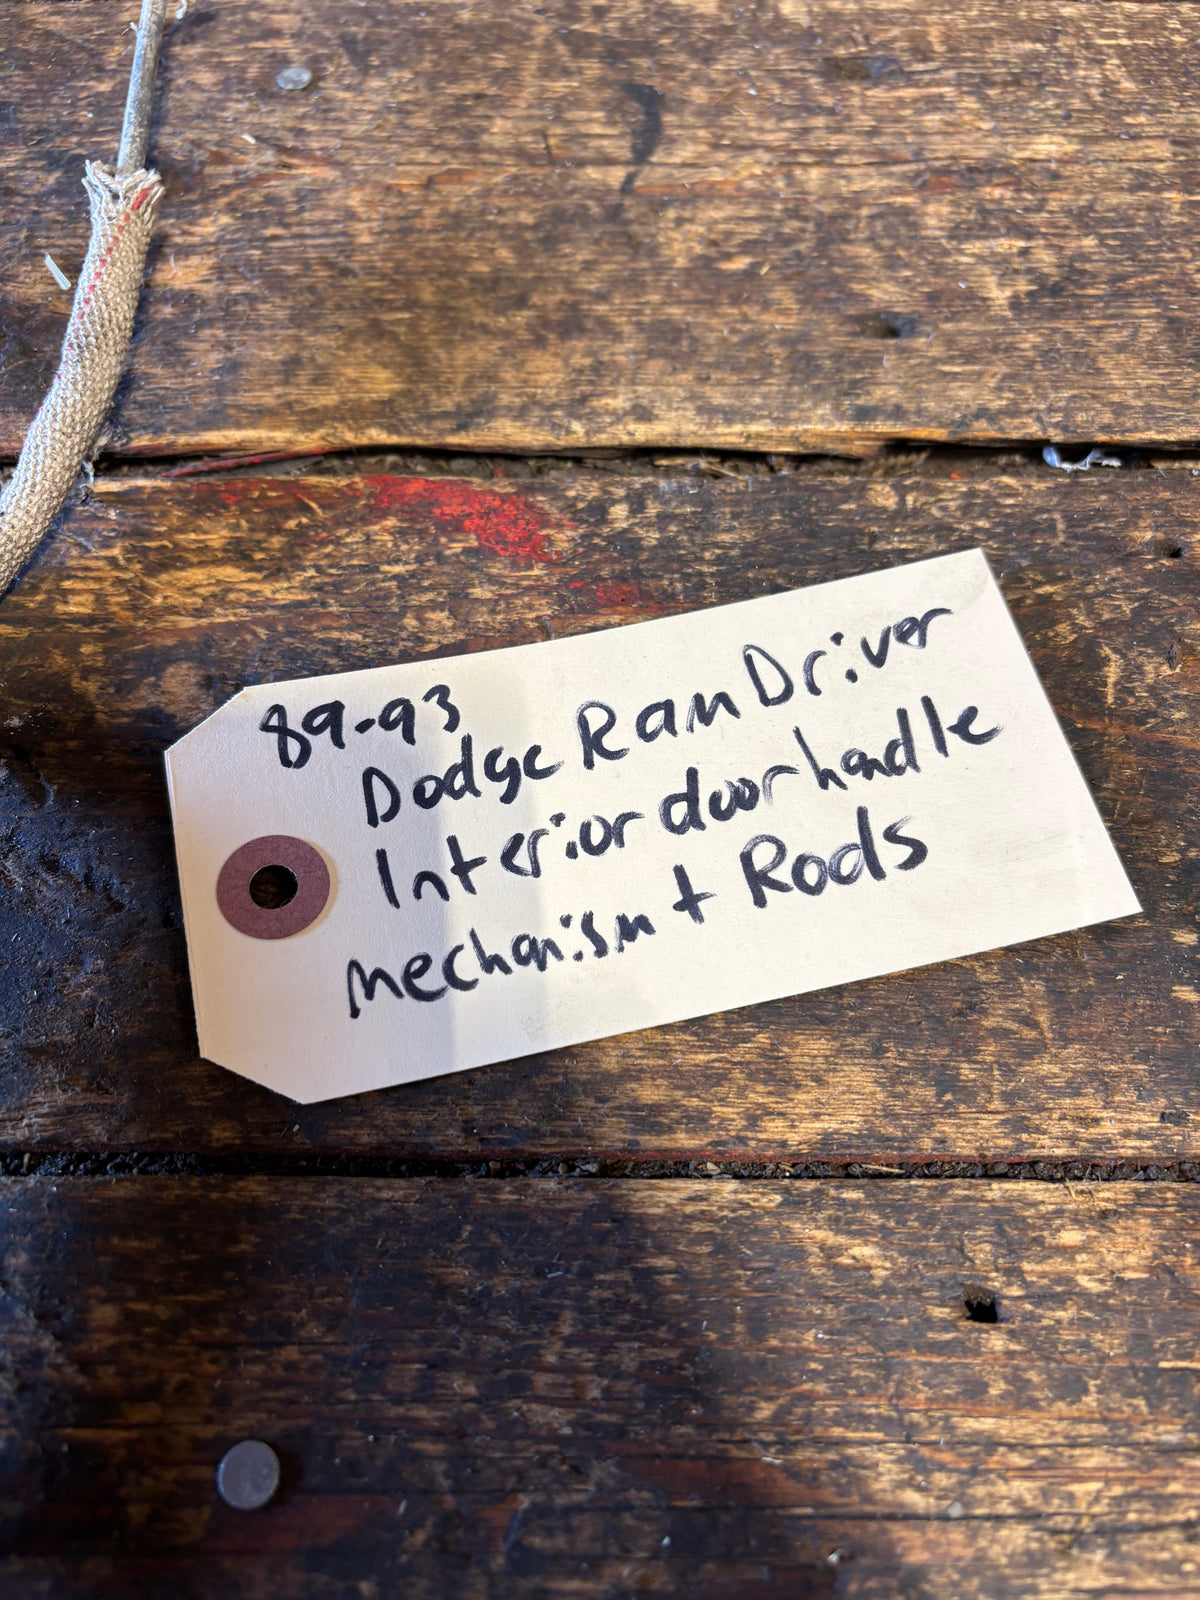 89-93
Dodge Ram Driver
Interior door handle
mechanism + Rods